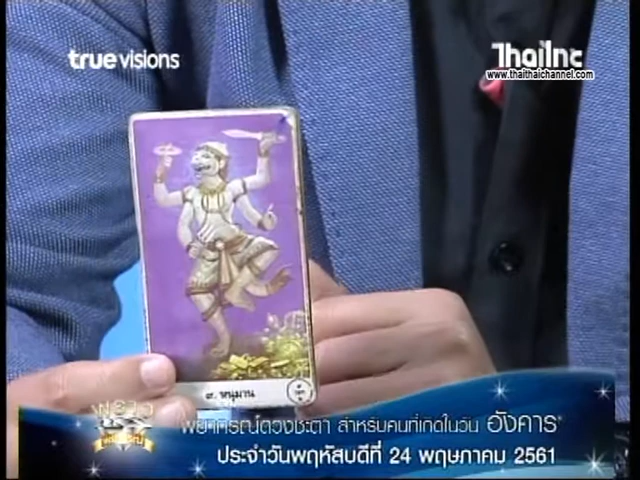 truevisions
ThaiThai
www.thaithaichannel.com
๙. หนุมาน
พยากรณ์ดวงชะตา สำหรับคนที่เกิดในวัน อังคาร
ประจำวันพฤหัสบดีที่ 24 พฤษภาคม 2561